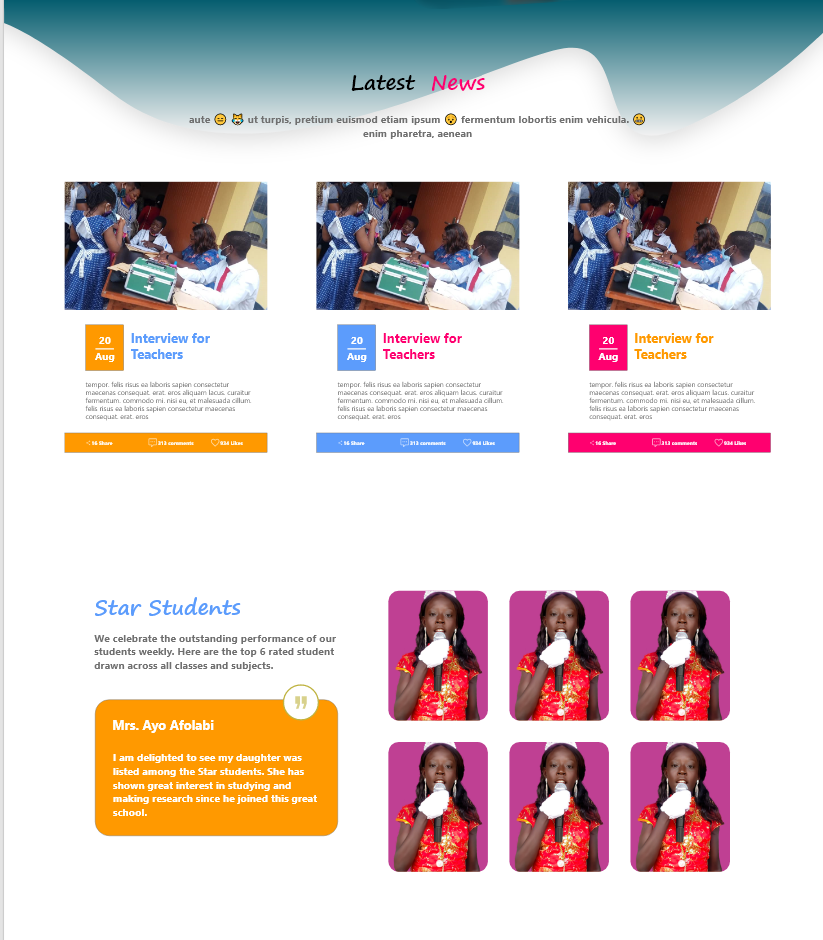 Latest News
aute 😑 😹 ut turpis, pretium euismod etiam ipsum 😯 fermentum lobortis enim vehicula. 😬
enim pharetra, aenean
20
Aug
Interview for
Teachers
tempor. felis risus ea laboris sapien consectetur
maecenas consequat. erat. eros aliquam lacus. curaitur
fermentum. commodo mi. nisi eu, et malesuada cillum.
felis risus ea laboris sapien consectetur maecenas
consequat. erat. eros
16 Share
313 comments
934 Likes
20
Aug
Interview for
Teachers
tempor. felis risus ea laboris sapien consectetur
maecenas consequat. erat. eros aliquam lacus. curaitur
fermentum. commodo mi. nisi eu, et malesuada cillum.
felis risus ea laboris sapien consectetur maecenas
consequat. erat. eros
16 Share
313 comments
934 Likes
20
Aug
Interview for
Teachers
tempor. felis risus ea laboris sapien consectetur
maecenas consequat. erat. eros aliquam lacus. curaitur
fermentum. commodo mi. nisi eu, et malesuada cillum.
felis risus ea laboris sapien consectetur maecenas
consequat. erat. eros
16 Share
313 comments
934 Likes
Star Students
We celebrate the outstanding performance of our
students weekly. Here are the top 6 rated student
drawn across all classes and subjects.
Mrs. Ayo Afolabi
I am delighted to see my daughter was
listed among the Star students. She has
shown great interest in studying and
making research since he joined this great
school.